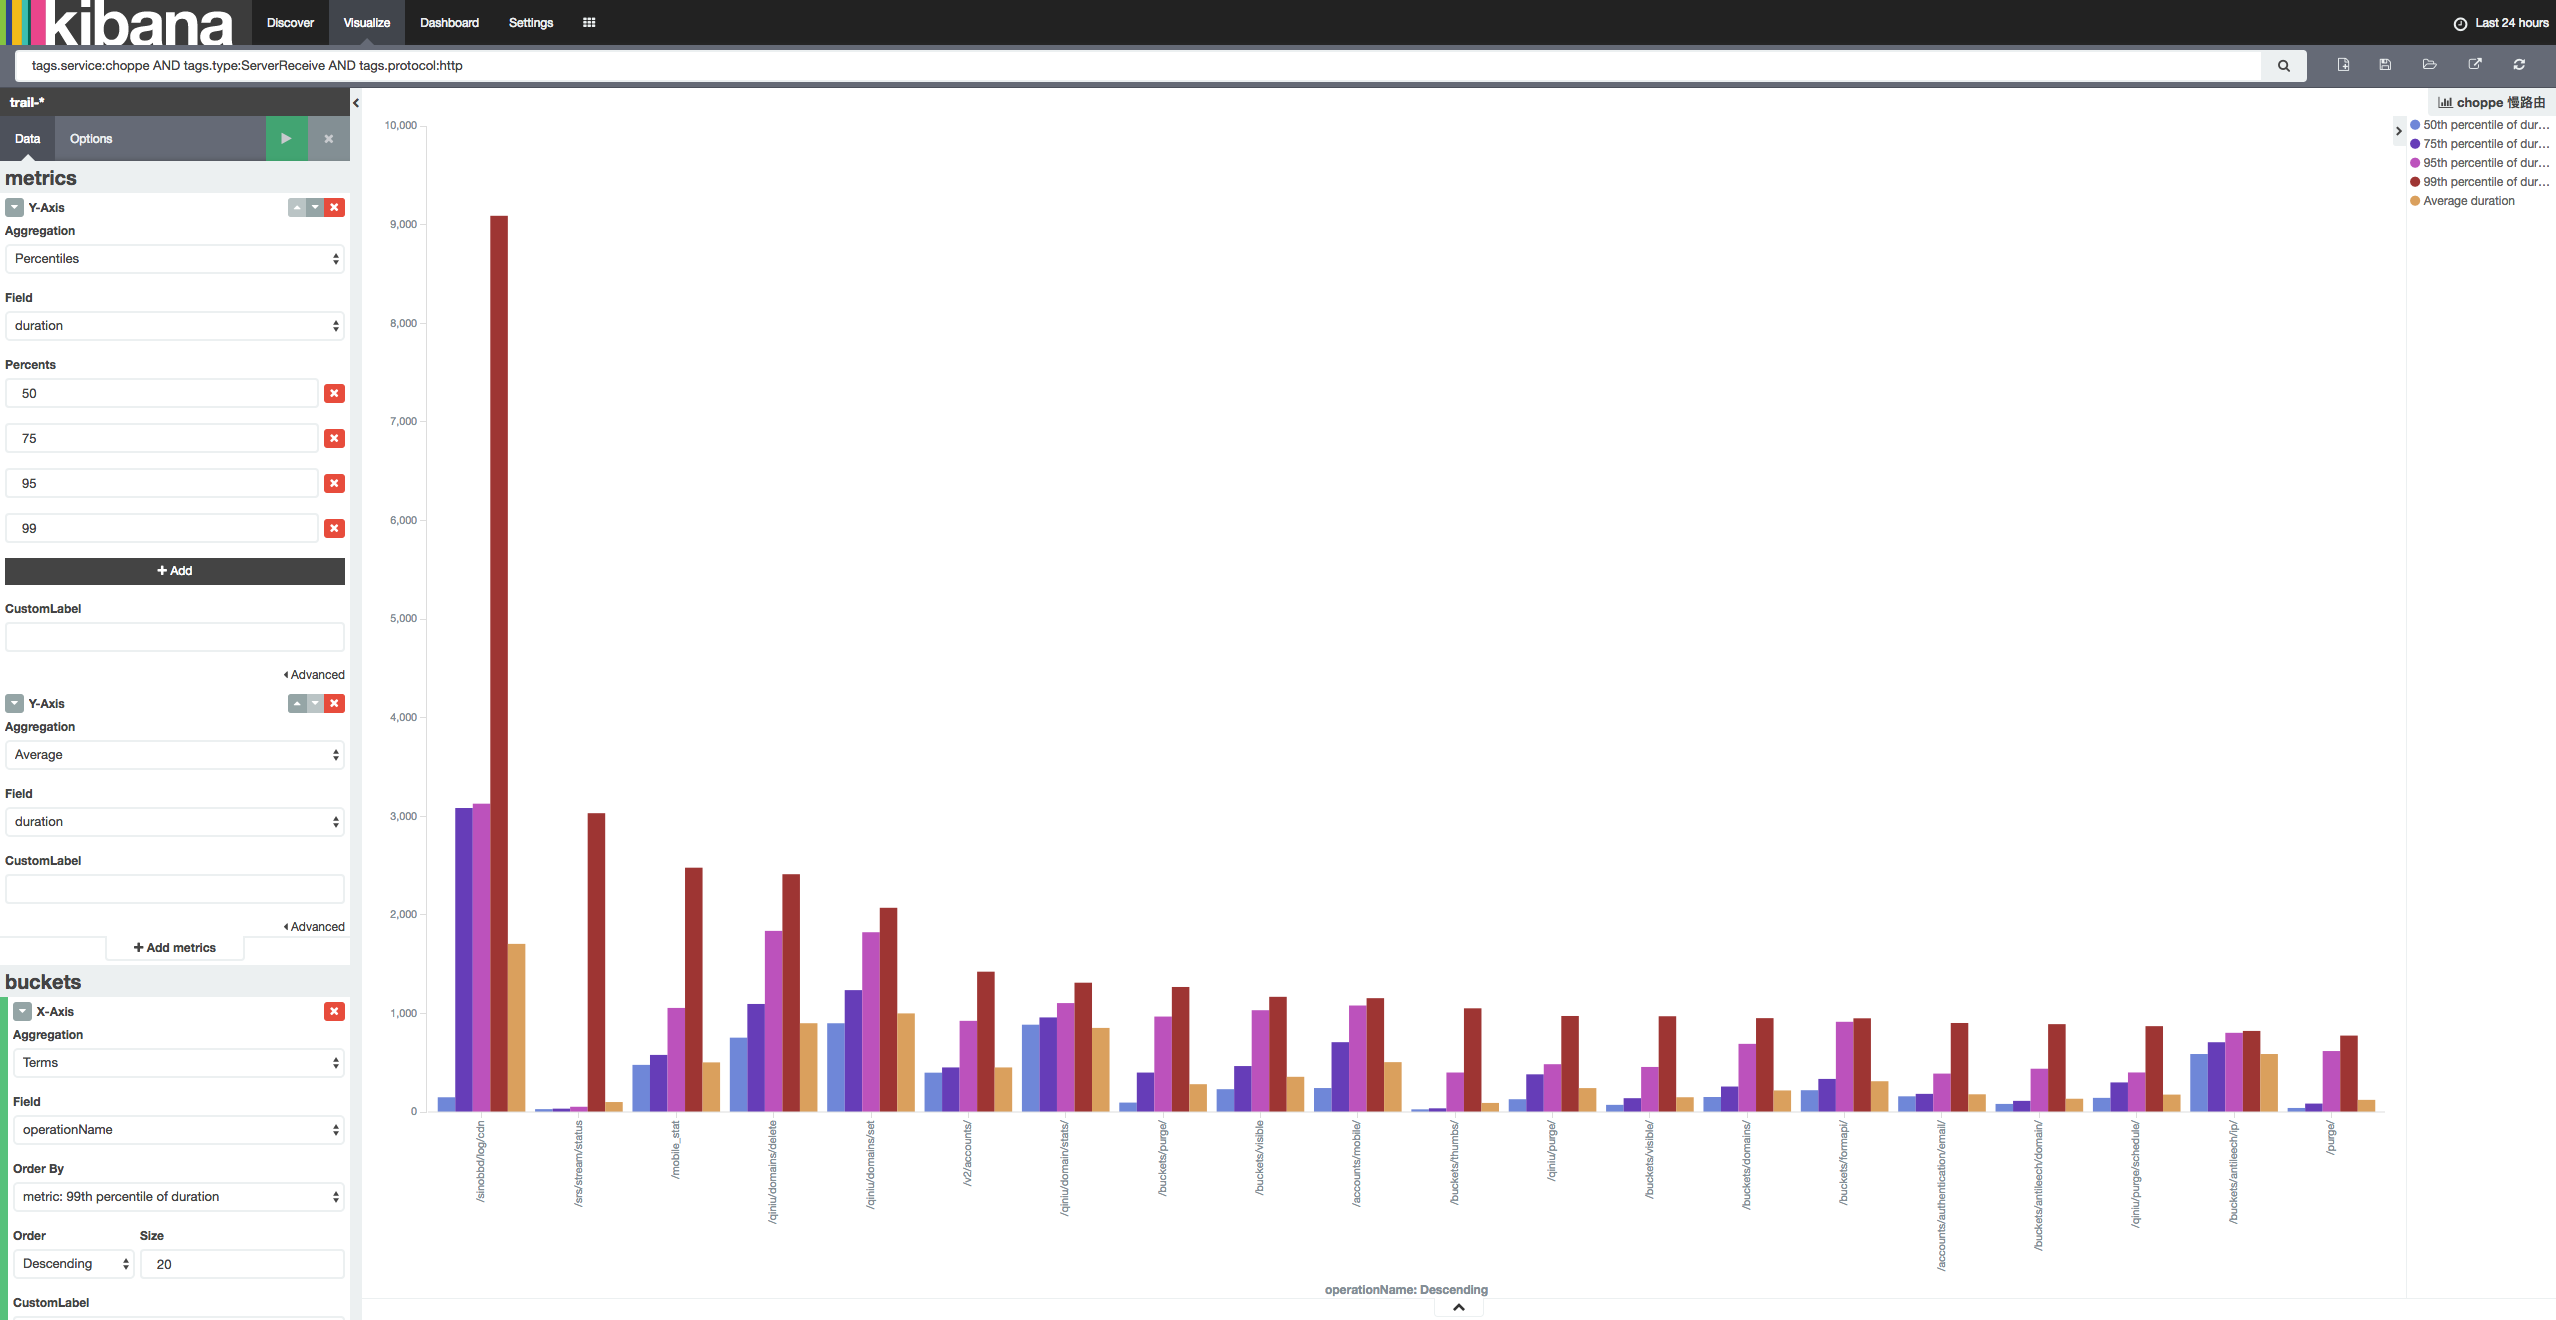 kibana
Discover
Visualize
Dashboard
Settings
Last 24 hours
tags.service:choppe AND tags.type:ServerReceive AND tags.protocol:http
trail-*
Data
Options
metrics
Y-Axis
Aggregation
Percentiles
Field
duration
Percents
50
75
95
99
Add
CustomLabel
Advanced
Y-Axis
Aggregation
Average
Field
duration
CustomLabel
Advanced
Add metrics
buckets
X-Axis
Aggregation
Terms
Field
operationName
Order By
metric: 99th percentile of duration
Order
Size
Descending
20
CustomLabel
choppe 慢路由
50th percentile of dur...
75th percentile of dur...
95th percentile of dur...
99th percentile of dur...
Average duration
10,000
9,000
8,000
7,000
6,000
5,000
4,000
3,000
2,000
1,000
0
/sinobbd/log/cdn
/srs/stream/status
/mobile_stat
/qiniu/domains/delete
/qiniu/domains/set
/v2/accounts/
/qiniu/domain/stats/
/buckets/purge/
/buckets/visible
/accounts/mobile/
/buckets/thumbs/
/qiniu/purge/
/buckets/visible/
/buckets/domains/
/buckets/formapi/
/accounts/authentication/email/
/buckets/antileech/domain/
/qiniu/purge/schedule/
/buckets/antileech/ip/
/purge/
operationName: Descending